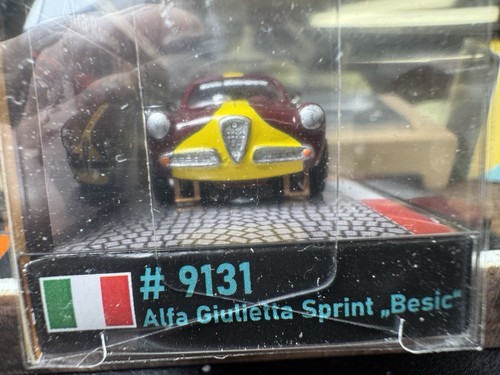 # 9131
Alfa Giulietta Sprint „Besic“